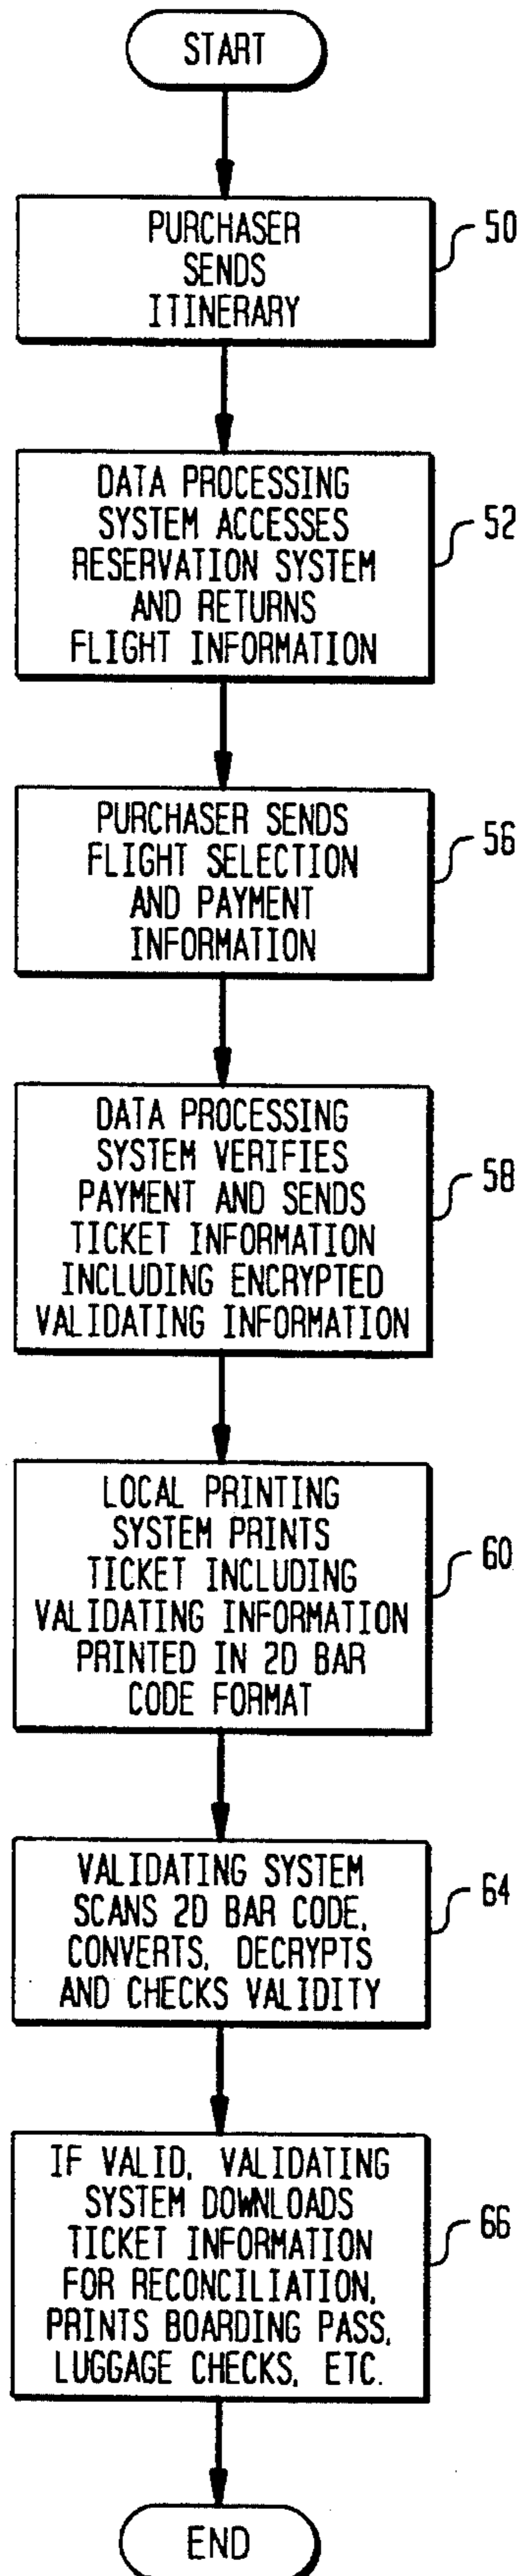 START
PURCHASER
SENDS
ITINERARY
50
DATA PROCESSING
SYSTEM ACCESSES
RESERVATION SYSTEM
AND RETURNS
FLIGHT INFORMATION
52
PURCHASER SENDS
FLIGHT SELECTION
AND PAYMENT
INFORMATION
56
DATA PROCESSING
SYSTEM VERIFIES
PAYMENT AND SENDS
TICKET INFORMATION
INCLUDING ENCRYPTED
VALIDATING INFORMATION
58
LOCAL PRINTING
SYSTEM PRINTS
TICKET INCLUDING
VALIDATING INFORMATION
PRINTED IN 2D BAR
CODE FORMAT
60
VALIDATING SYSTEM
SCANS 2D BAR CODE,
CONVERTS, DECRYPTS
AND CHECKS VALIDITY
64
IF VALID, VALIDATING
SYSTEM DOWNLOADS
TICKET INFORMATION
FOR RECONCILIATION,
PRINTS BOARDING PASS,
LUGGAGE CHECKS, ETC.
66
END